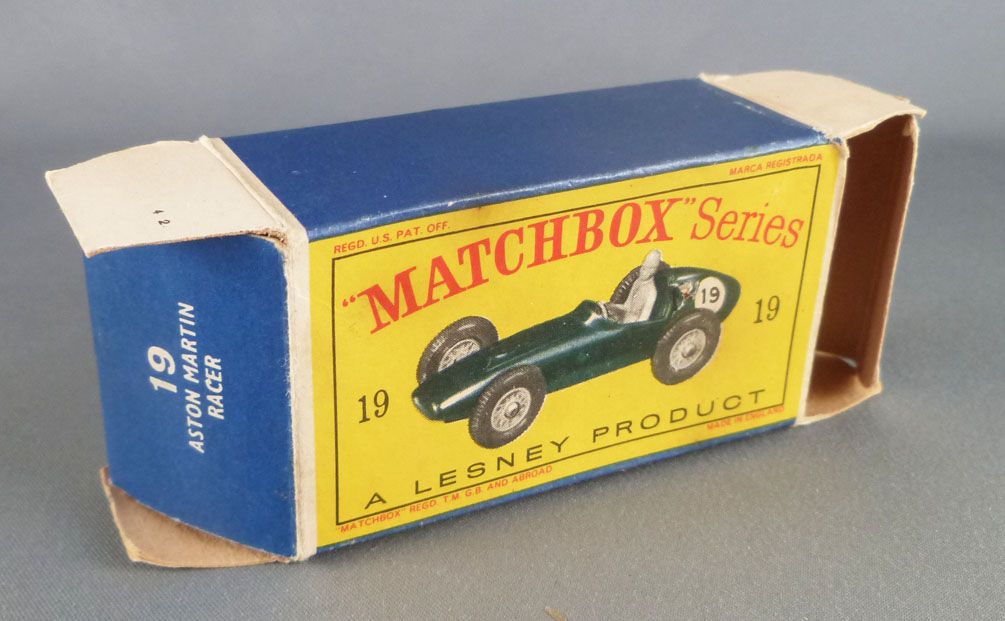 42
19
ASTON MARTIN
RACER
REGD. U.S. PAT. OFF.
MARCA REGISTRADA
"MATCHBOX" Series
19
19
19
A LESNEY PRODUCT
"MATCHBOX" REGD. T.M. G.B. AND ABROAD
MADE IN ENGLAND